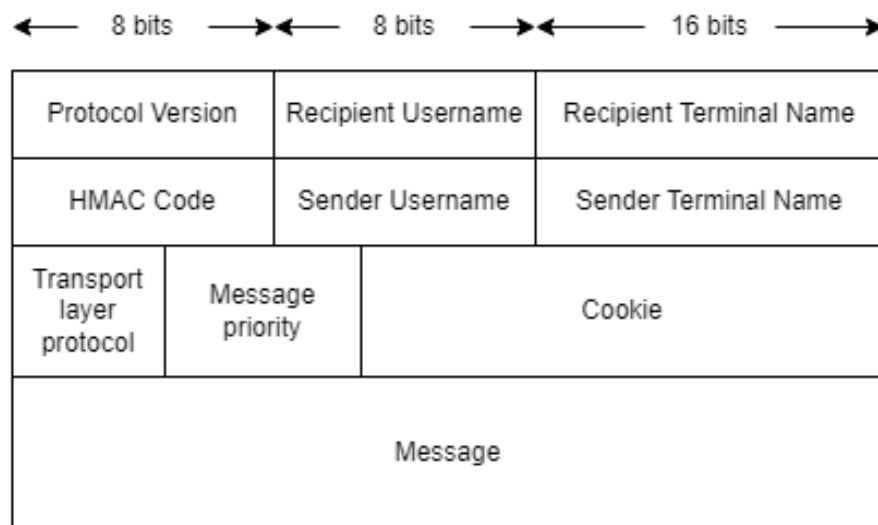 8 bits 8 bits 16 bits
Protocol Version Recipient Username Recipient Terminal Name
HMAC Code Sender Username Sender Terminal Name
Transport
layer
protocol
Message
priority
Cookie
Message